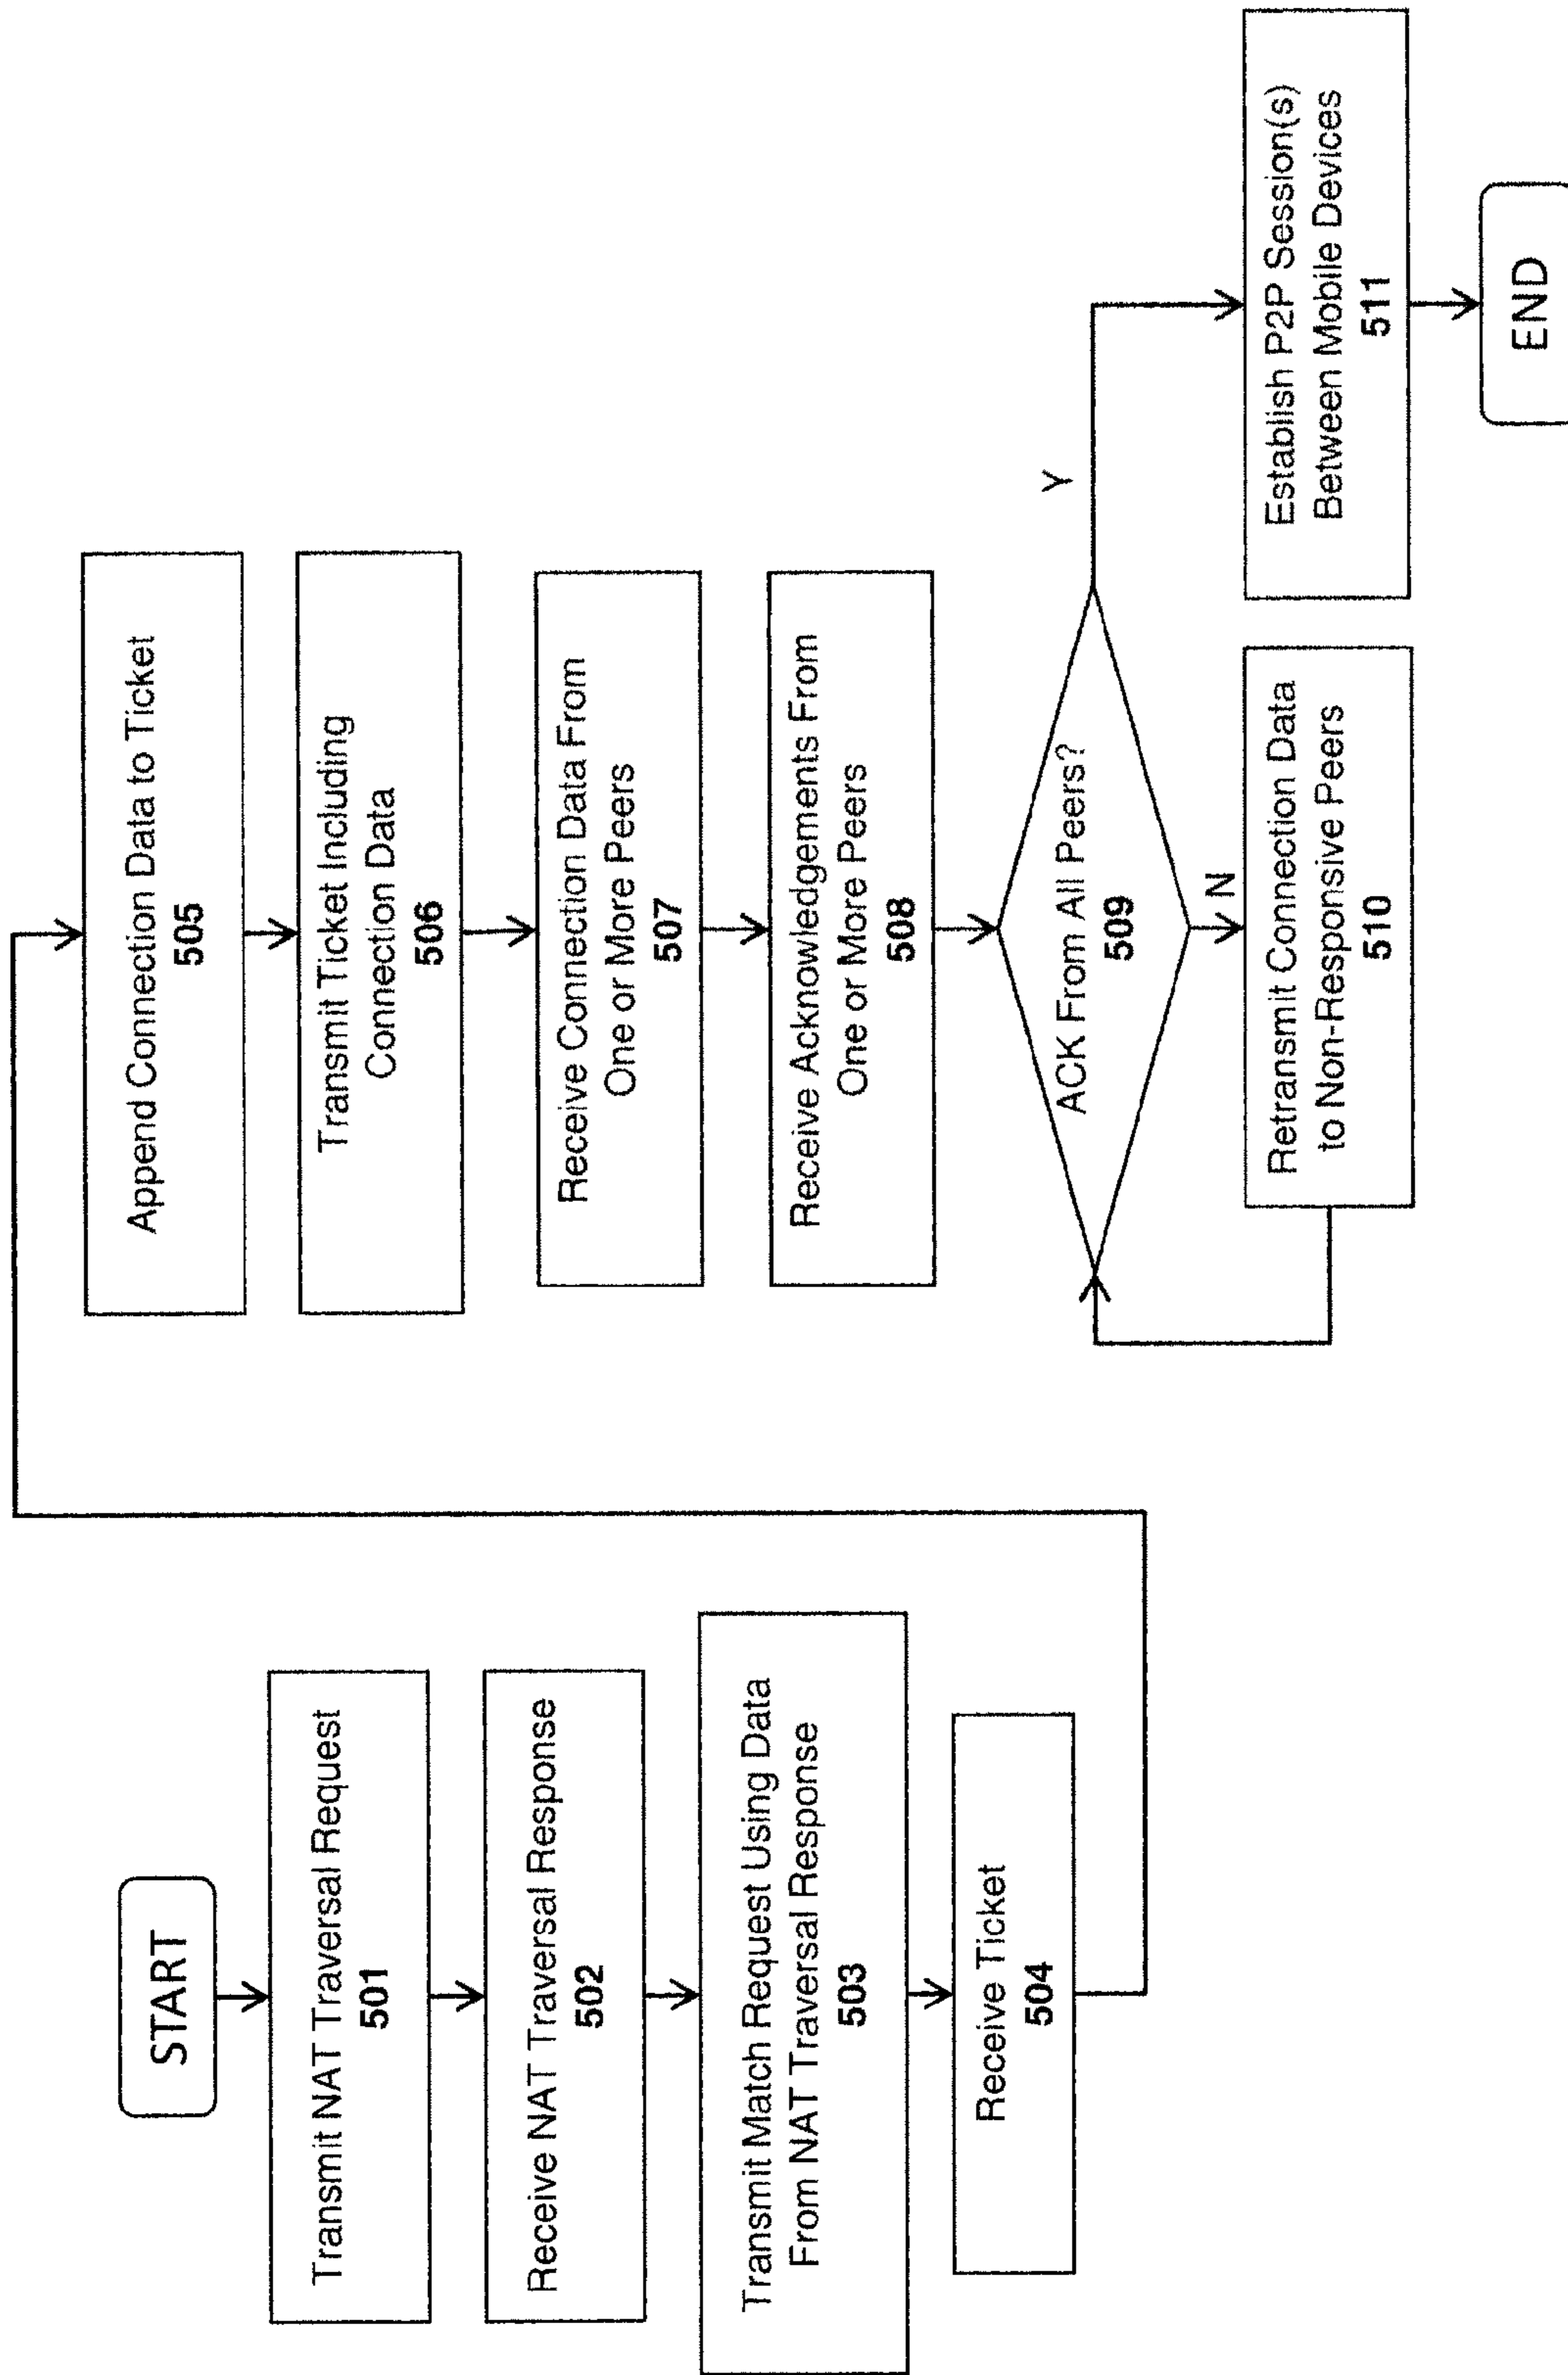 START
Transmit NAT Traversal Request
501
Receive NAT Traversal Response
502
Transmit Match Request Using Data
From NAT Traversal Response
503
Receive Ticket
504
Append Connection Data to Ticket
505
Transmit Ticket Including
Connection Data
506
Receive Connection Data From
One or More Peers
507
Receive Acknowledgements From
One or More Peers
508
ACK From All Peers?
509
Y
N
Retransmit Connection Data
to Non-Responsive Peers
510
Establish P2P Session(s)
Between Mobile Devices
511
END